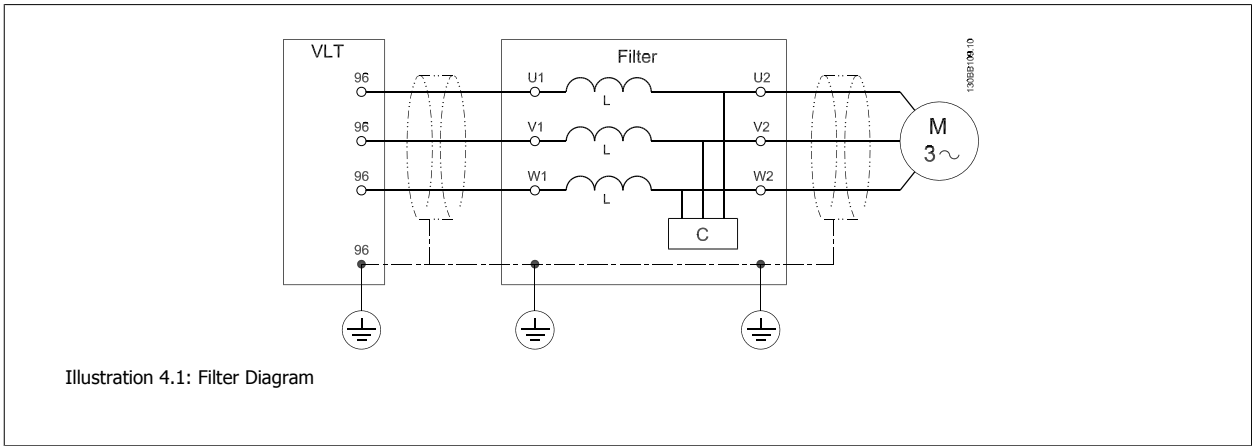 VLT
Filter
130BB109.10
96
U1
U2
L
96
V1
V2
L
M
3~
96
W1
W2
L
C
96
Illustration 4.1: Filter Diagram